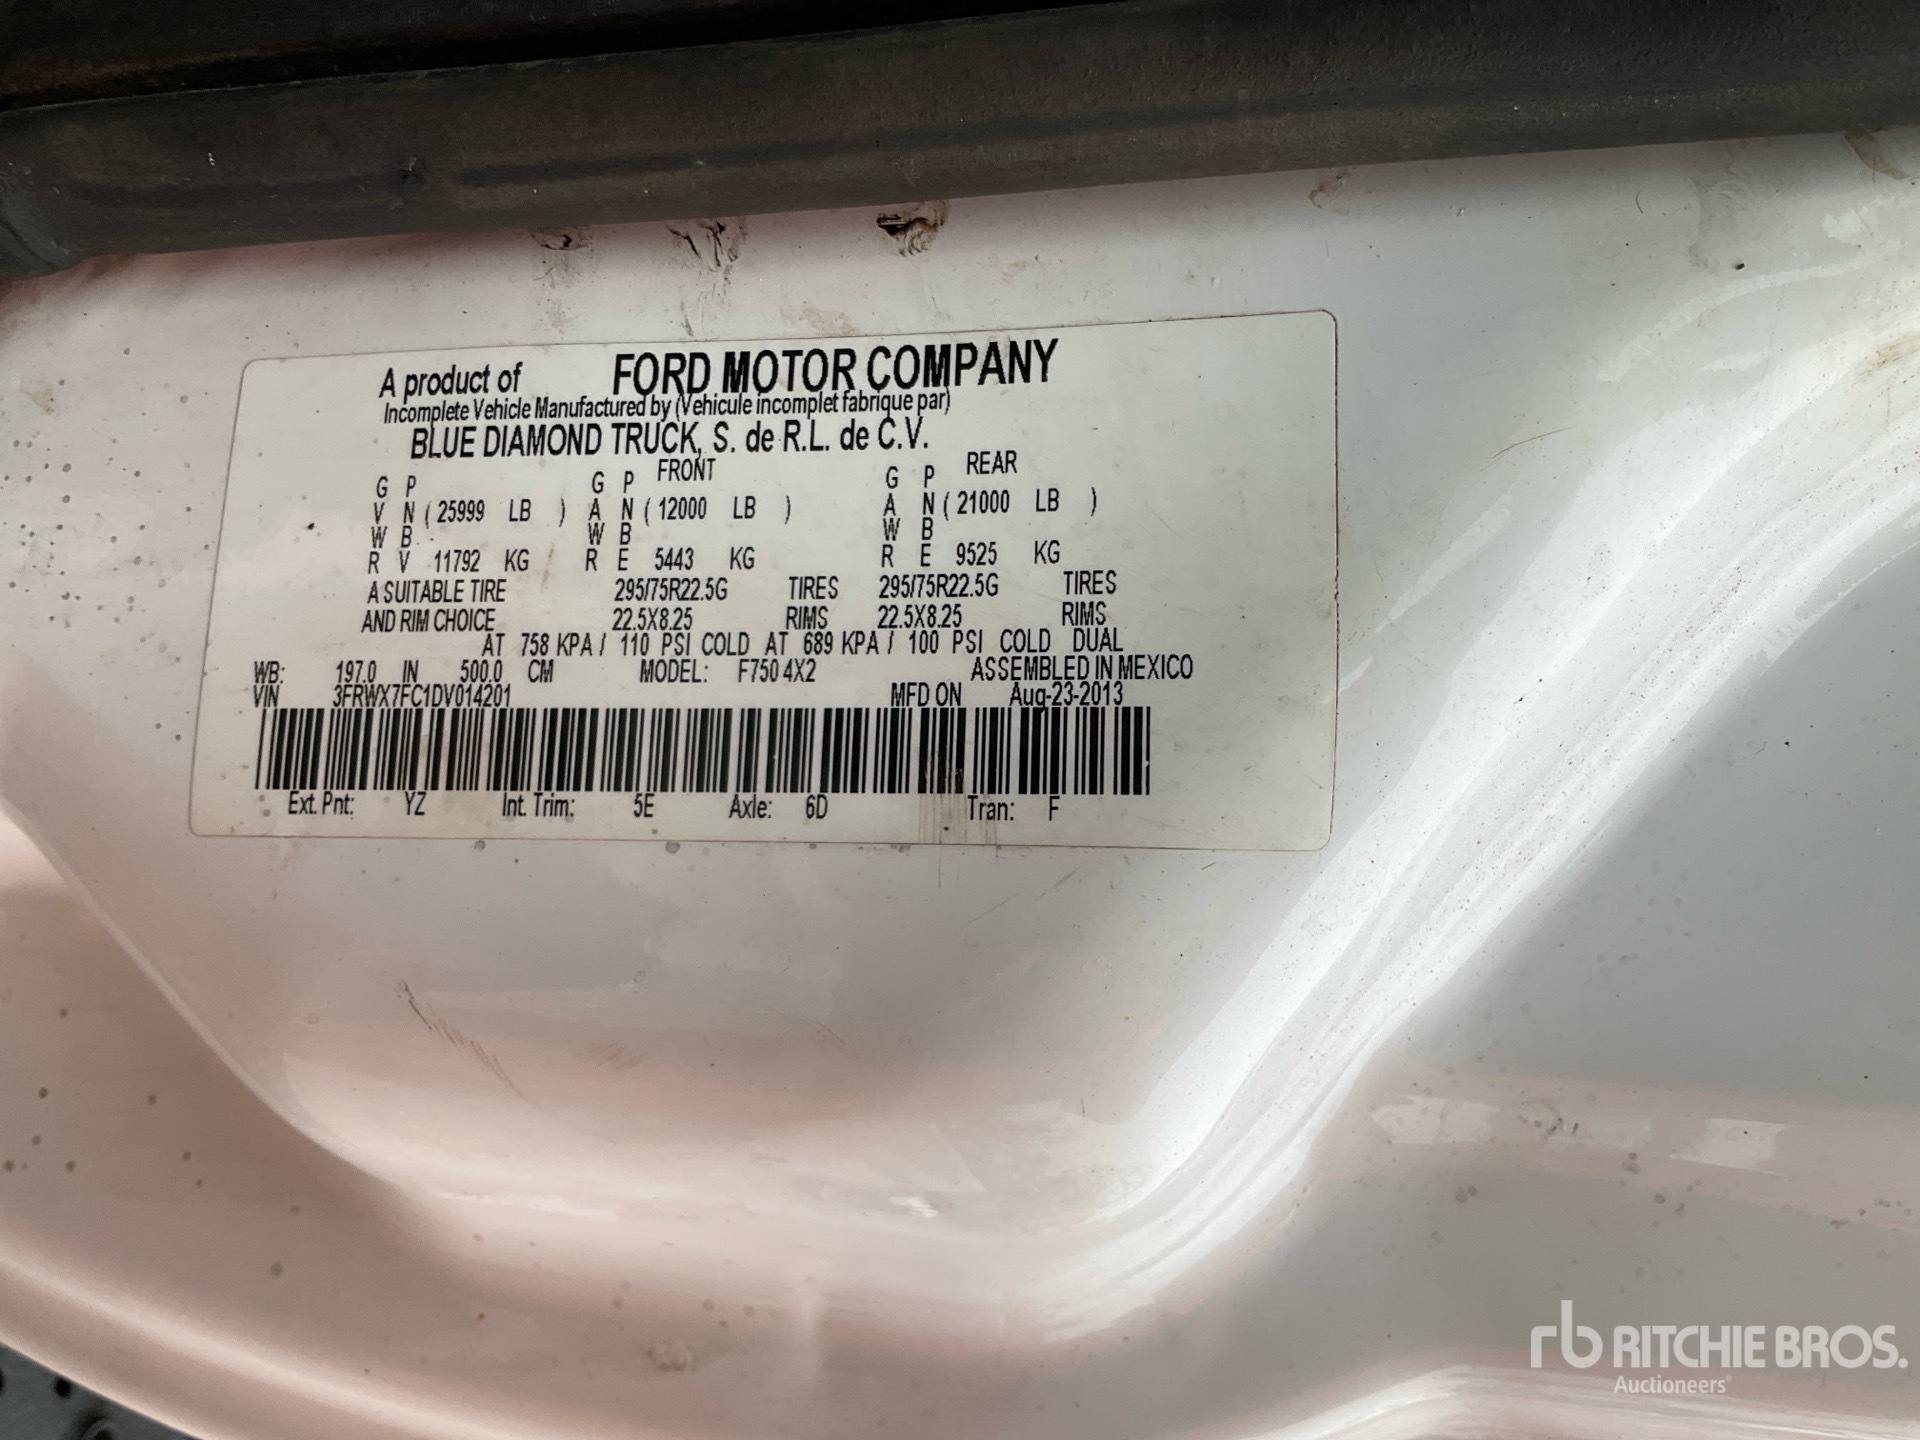 A product of FORD MOTOR COMPANY
Incomplete Vehicle Manufactured by (Vehicule incomplet fabrique par)
BLUE DIAMOND TRUCK, S. de R.L. de C.V.
FRONT REAR
G P G P G P
V N ( 25999 LB ) A N ( 12000 LB ) A N ( 21000 LB )
W B W B W B
R V 11792 KG R E 5443 KG R E 9525 KG
A SUITABLE TIRE 295/75R22.5G TIRES 295/75R22.5G TIRES
AND RIM CHOICE 22.5X8.25 RIMS 22.5X8.25 RIMS
AT 758 KPA / 110 PSI COLD AT 689 KPA / 100 PSI COLD DUAL
WB: 197.0 IN 500.0 CM MODEL: F750 4X2 ASSEMBLED IN MEXICO
VIN 3FRWX7FC1DV014201 MFD ON Aug-23-2013
Ext. Pnt: YZ Int. Trim: 5E Axle: 6D Tran: F
rb RITCHIE BROS.
Auctioneers